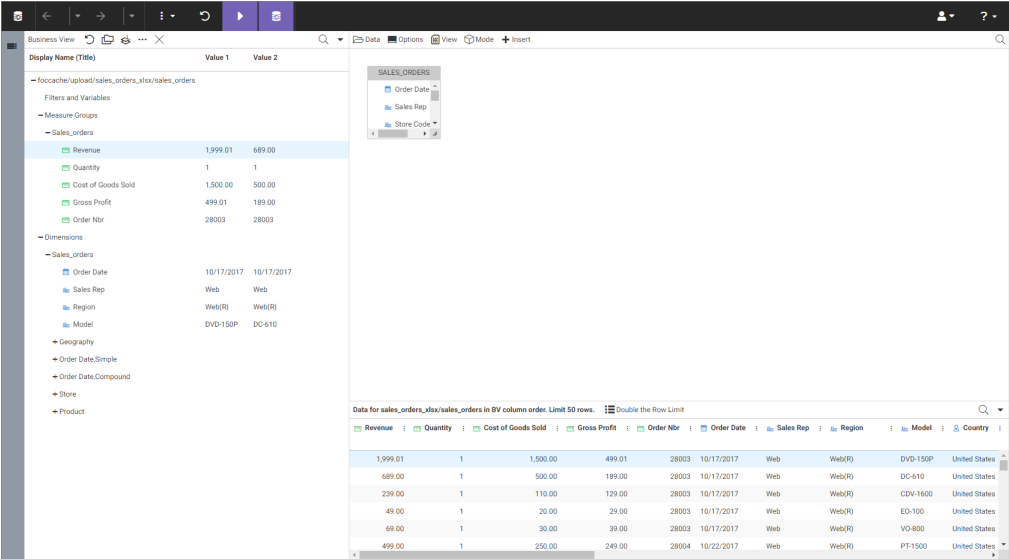 ?
Business View
Data Options View Mode Insert
Display Name (Title) Value 1 Value 2
foccache/upload/sales_orders_xlsx/sales_orders
Filters and Variables
Measure Groups
Sales_orders
Revenue 1,999.01 689.00
Quantity 1 1
Cost of Goods Sold 1,500.00 500.00
Gross Profit 499.01 189.00
Order Nbr 28003 28003
Dimensions
Sales_orders
Order Date 10/17/2017 10/17/2017
Sales Rep Web Web
Region Web(R) Web(R)
Model DVD-150P DC-610
Geography
Order Date,Simple
Order Date,Compound
Store
Product
SALES_ORDERS
Order Date
Sales Rep
Store Code
Data for sales_orders_xlsx/sales_orders in BV column order. Limit 50 rows. Double the Row Limit
Revenue Quantity Cost of Goods Sold Gross Profit Order Nbr Order Date Sales Rep Region Model Country
1,999.01 1 1,500.00 499.01 28003 10/17/2017 Web Web(R) DVD-150P United States
689.00 1 500.00 189.00 28003 10/17/2017 Web Web(R) DC-610 United States
239.00 1 110.00 129.00 28003 10/17/2017 Web Web(R) CDV-1600 United States
49.00 1 20.00 29.00 28003 10/17/2017 Web Web(R) EO-100 United States
69.00 1 30.00 39.00 28003 10/17/2017 Web Web(R) VO-800 United States
499.00 1 250.00 249.00 28004 10/22/2017 Web Web(R) PT-1500 United States